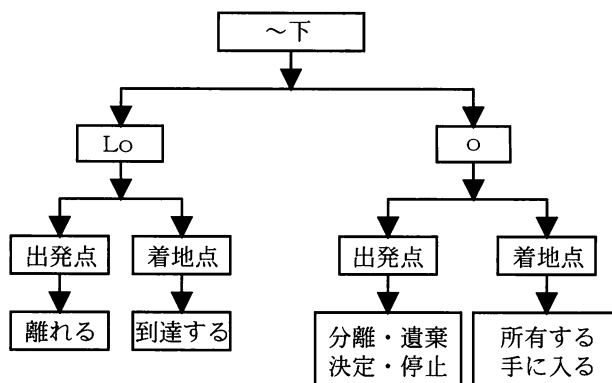 ～下
Lo
o
出発点
着地点
出発点
着地点
離れる
到達する
分離・遺棄
決定・停止
所有する
手に入る